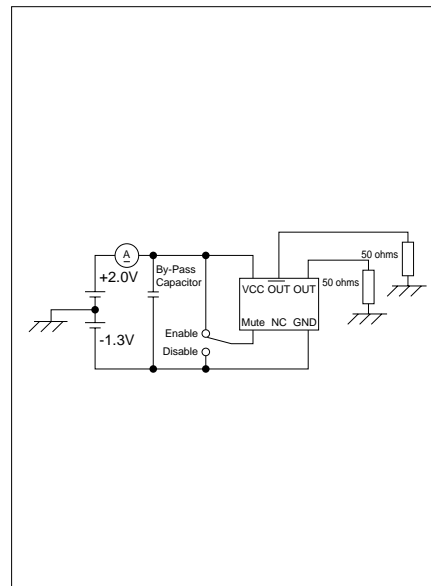 A
+2.0V
By-Pass
Capacitor
-1.3V
Enable
Disable
VCC OUT OUT
Mute NC GND
50 ohms
50 ohms